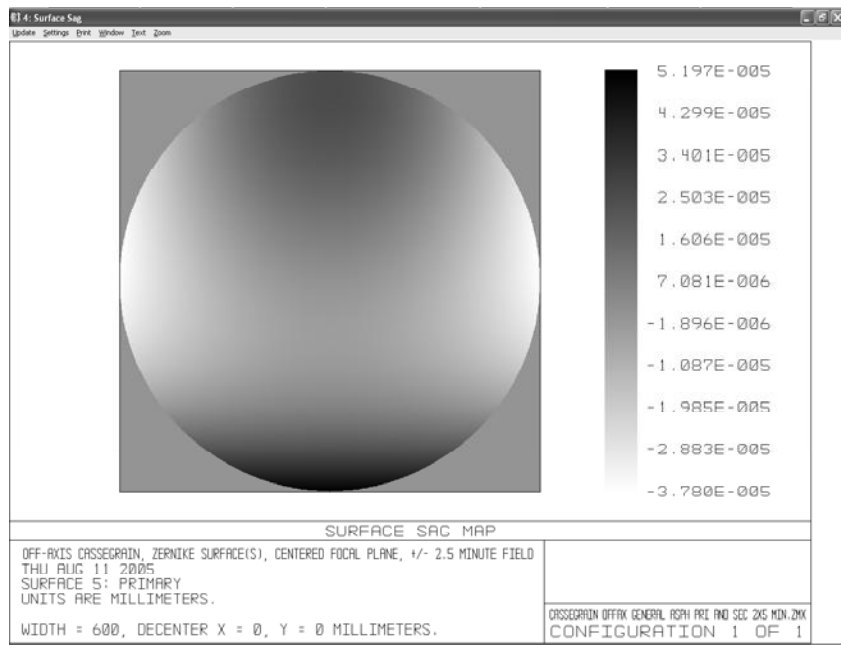 4: Surface Sag
Update Settings Print Window Text Zoom
5.197E-005
4.299E-005
3.401E-005
2.503E-005
1.606E-005
7.081E-006
-1.896E-006
-1.087E-005
-1.985E-005
-2.883E-005
-3.780E-005
SURFACE SAG MAP
OFF-AXIS CASSEGRAIN, ZERNIKE SURFACE(S), CENTERED FOCAL PLANE, +/- 2.5 MINUTE FIELD
THU AUG 11 2005
SURFACE 5: PRIMARY
UNITS ARE MILLIMETERS.
WIDTH = 600, DECENTER X = 0, Y = 0 MILLIMETERS.
CASSEGRAIN OFFAX GENERAL ASPH PRI AND SEC 2X5 MIN.ZMX
CONFIGURATION 1 OF 1